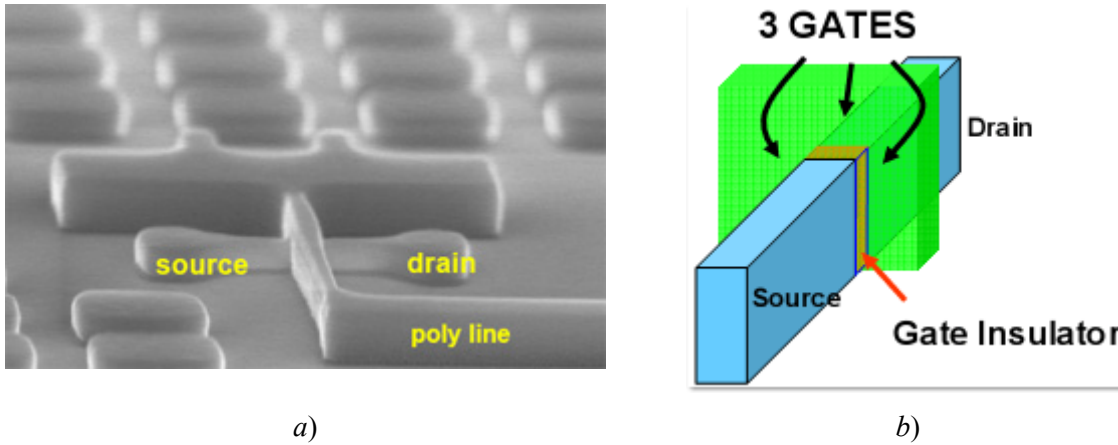 source
drain
poly line
3 GATES
Drain
Source
Gate Insulator
a)
b)